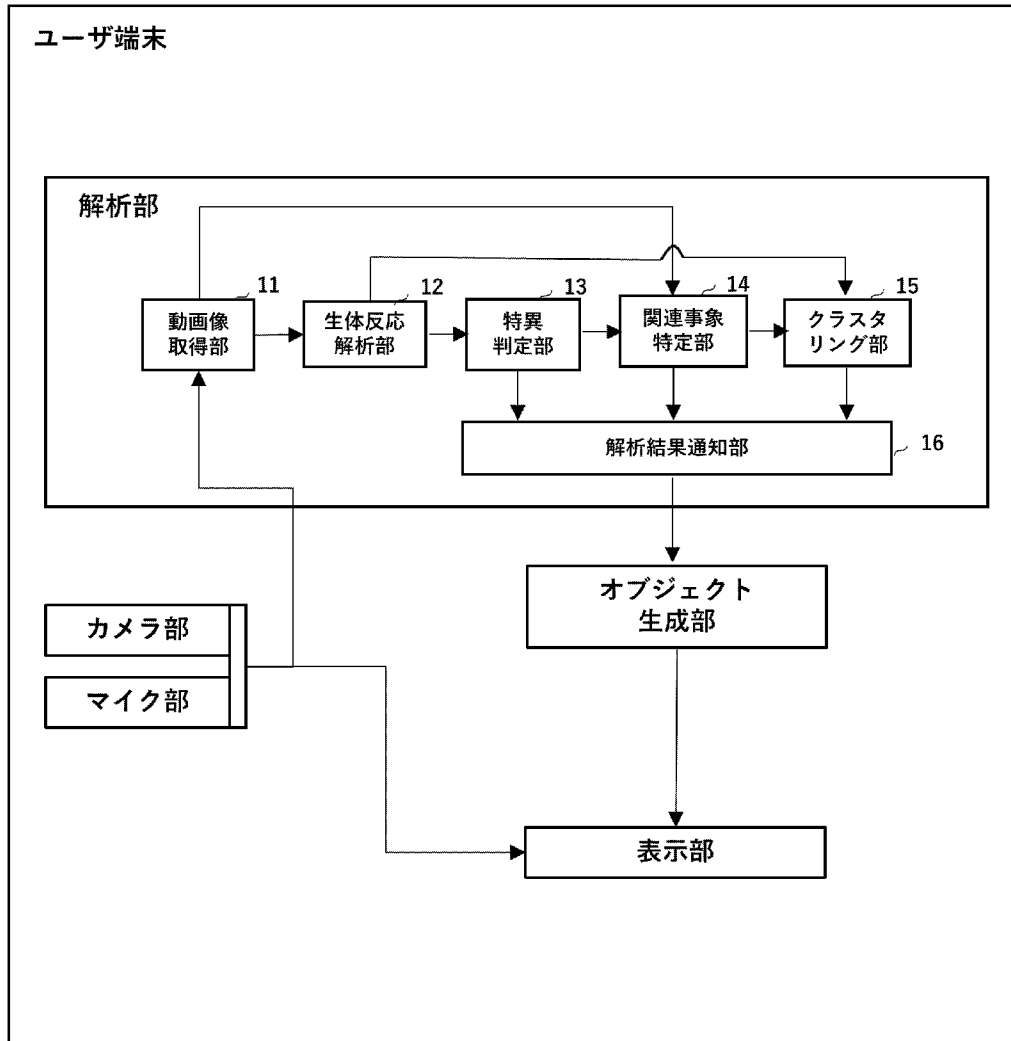 ユーザ端末
解析部
11
動画像
取得部
12
生体反応
解析部
13
特異
判定部
14
関連事象
特定部
15
クラスタ
リング部
解析結果通知部
16
オブジェクト
生成部
カメラ部
マイク部
表示部